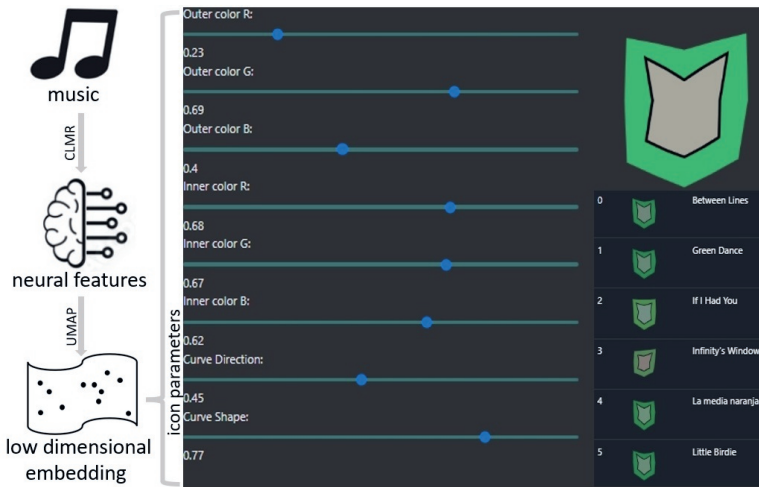 music
CLMR
neural features
UMAP
low dimensional
embedding
icon parameters
Outer color R:
0.23
Outer color G:
0.69
Outer color B:
0.4
Inner color R:
0.68
Inner color G:
0.67
Inner color B:
0.62
Curve Direction:
0.45
Curve Shape:
0.77
0 Between Lines
1 Green Dance
2 If I Had You
3 Infinity's Window
4 La media naranja
5 Little Birdie